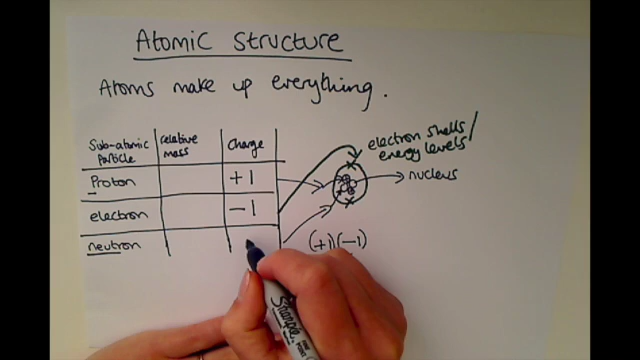 Atomic Structure
Atoms make up everything.
Sub-atomic particle
relative mass
charge
Proton
+1
electron
-1
neutron
electron shells/
energy levels
nucleus
(+1)(-1)
Sharpie